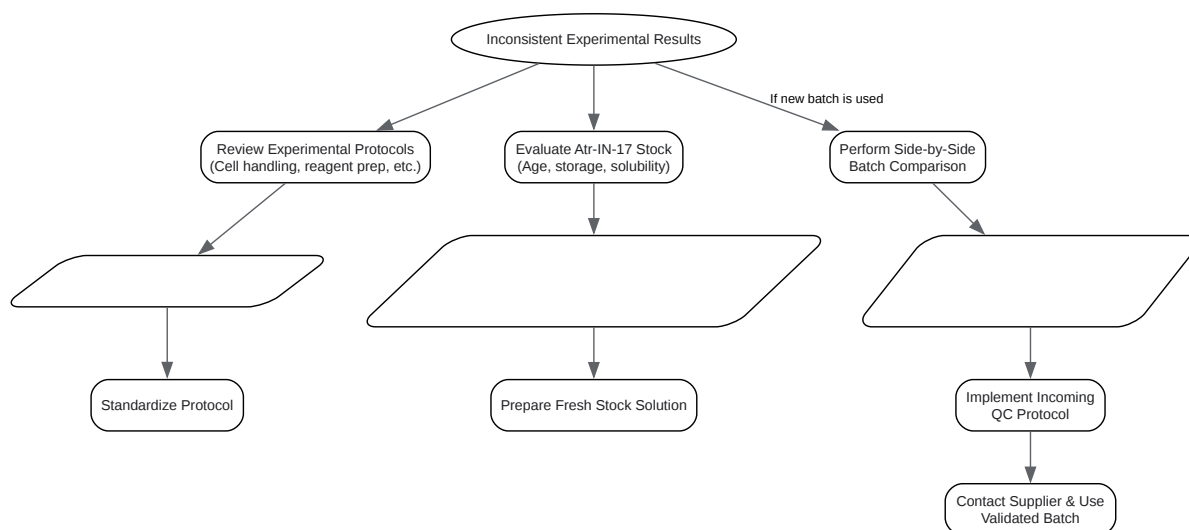 Inconsistent Experimental Results
If new batch is used
Review Experimental Protocols
(Cell handling, reagent prep, etc.)
Evaluate Atr-IN-17 Stock
(Age, storage, solubility)
Perform Side-by-Side
Batch Comparison
Standardize Protocol
Prepare Fresh Stock Solution
Implement Incoming
QC Protocol
Contact Supplier & Use
Validated Batch